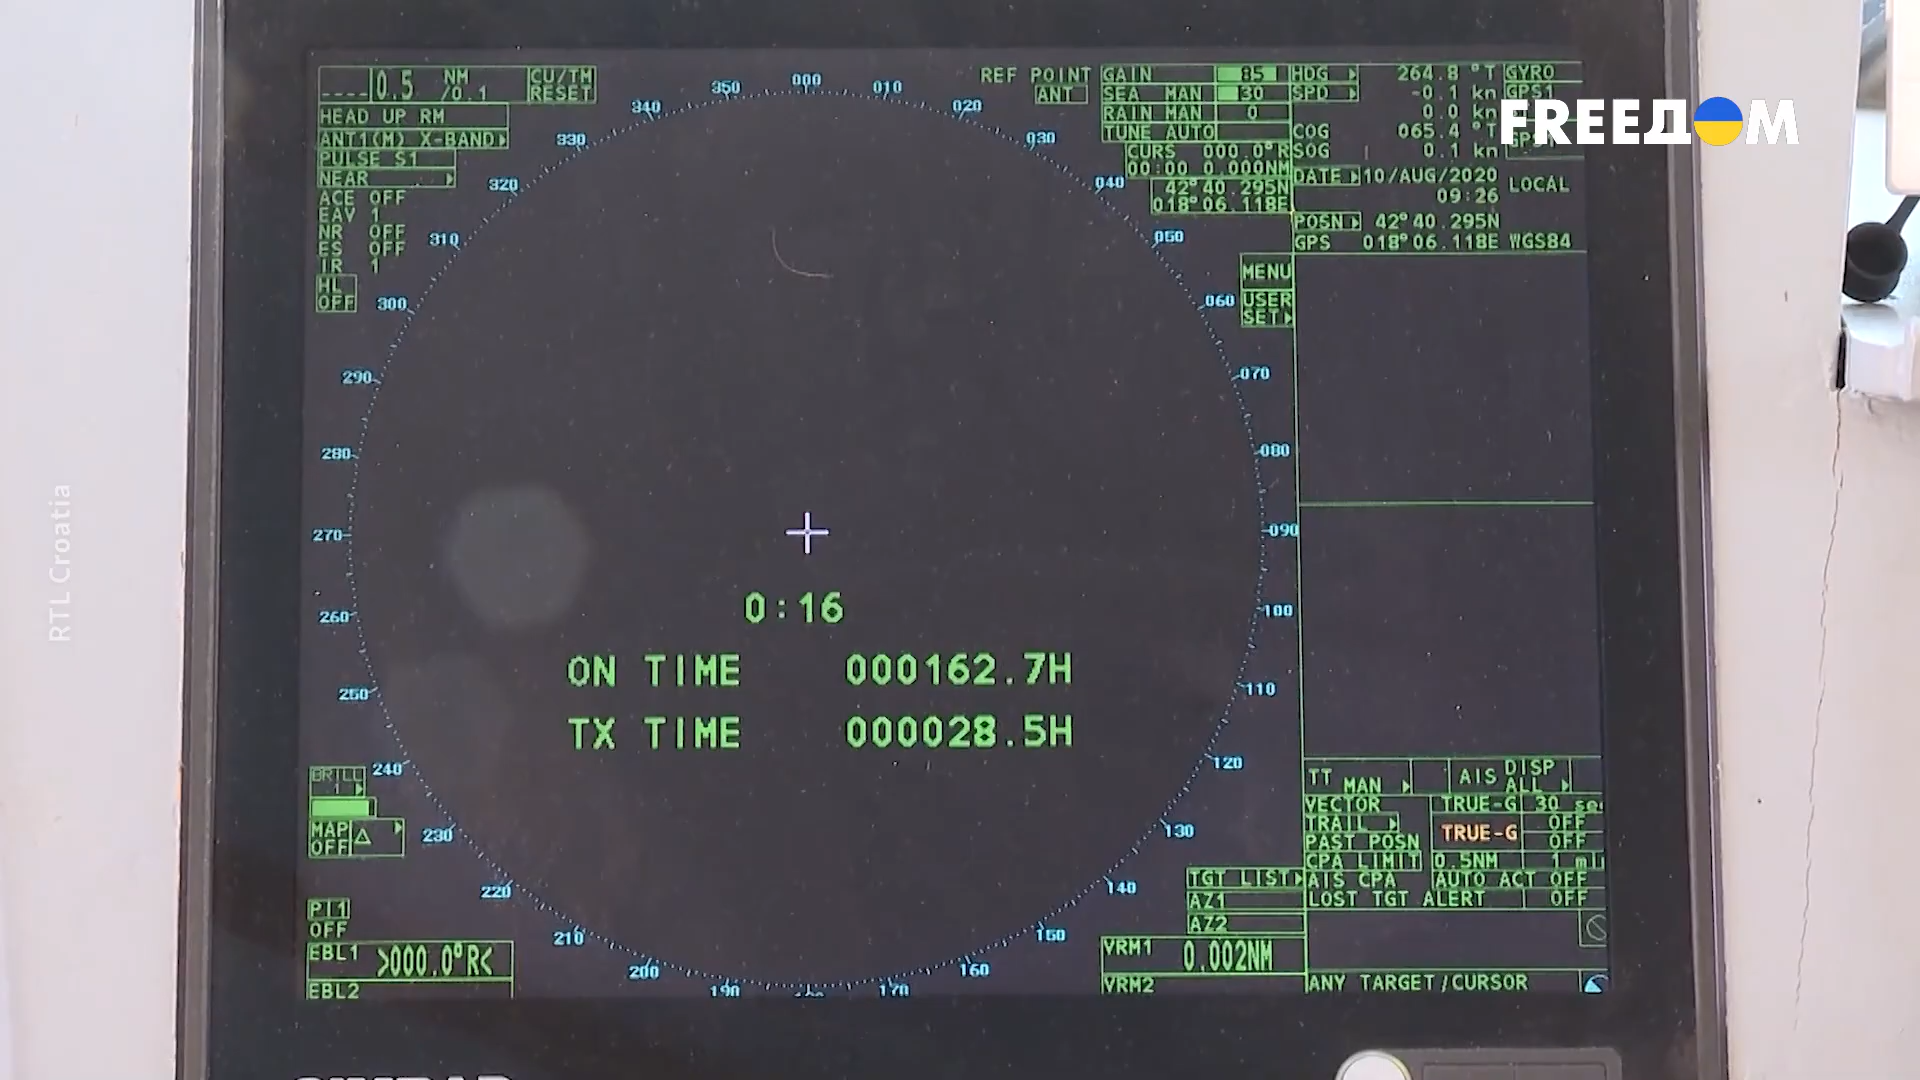 ---- 0.5 NM /0.1
CU/TM RESET
HEAD UP RM
ANT1(M) X-BAND
PULSE S1
NEAR
ACE OFF
EAV 1
NR OFF
ES OFF
IR 1
HL OFF
REF POINT
ANT
GAIN 85
SEA MAN 30
RAIN MAN 0
TUNE AUTO
CURS 000.0°R
00:00 0.000NM
42°40.295N
018°06.118E
HDG 264.8 °T GYRO
SPD -0.1 kn GPS1
0.0 kn
COG 065.4 °T
SOG 0.1 kn
DATE 10/AUG/2020
09:26 LOCAL
POSN 42°40.295N
GPS 018°06.118E WGS84
FREEДOM
MENU
USER SET
000
010
020
030
040
050
060
070
080
090
100
110
120
130
140
150
160
170
190
200
210
220
230
240
250
260
270
280
290
300
310
320
330
340
350
RTL Croatia
0:16
ON TIME 000162.7H
TX TIME 000028.5H
BRILL
1
MAP OFF
PI1
OFF
EBL1 >000.0°R<
EBL2
TGT LIST
AZ1
AZ2
VRM1 0.002NM
VRM2
TT MAN AIS DISP ALL
VECTOR TRUE-G 30
TRAIL TRUE-G OFF
PAST POSN OFF
CPA LIMIT 0.5NM 1
AIS CPA AUTO ACT OFF
LOST TGT ALERT OFF
ANY TARGET/CURSOR